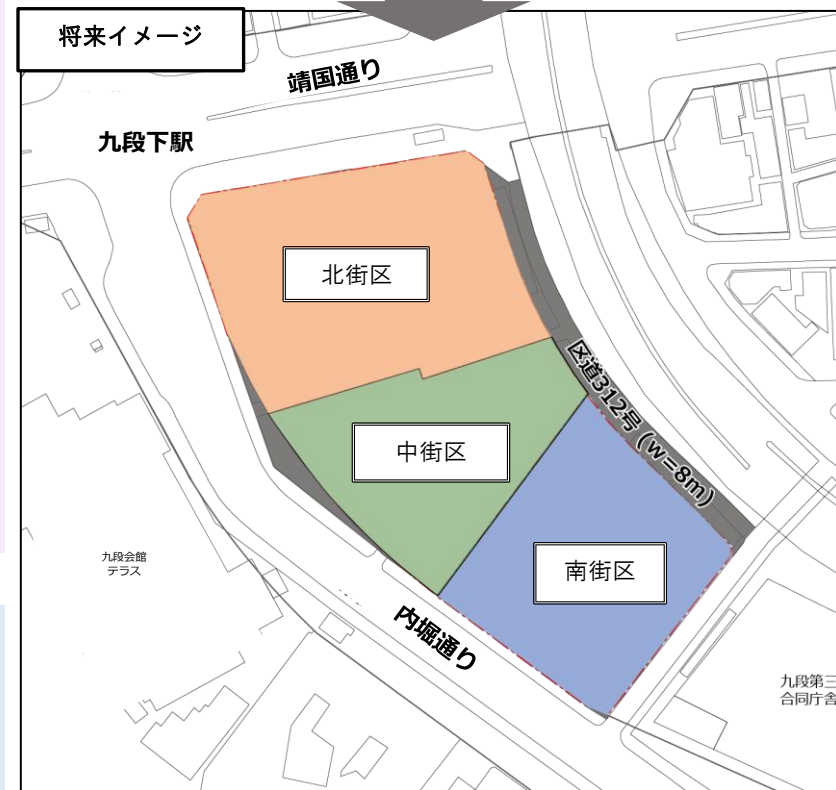 将来イメージ
靖国通り
九段下駅
北街区
区道312号 (w=8m)
中街区
九段会館
テラス
南街区
内堀通り
九段第三
合同庁舎